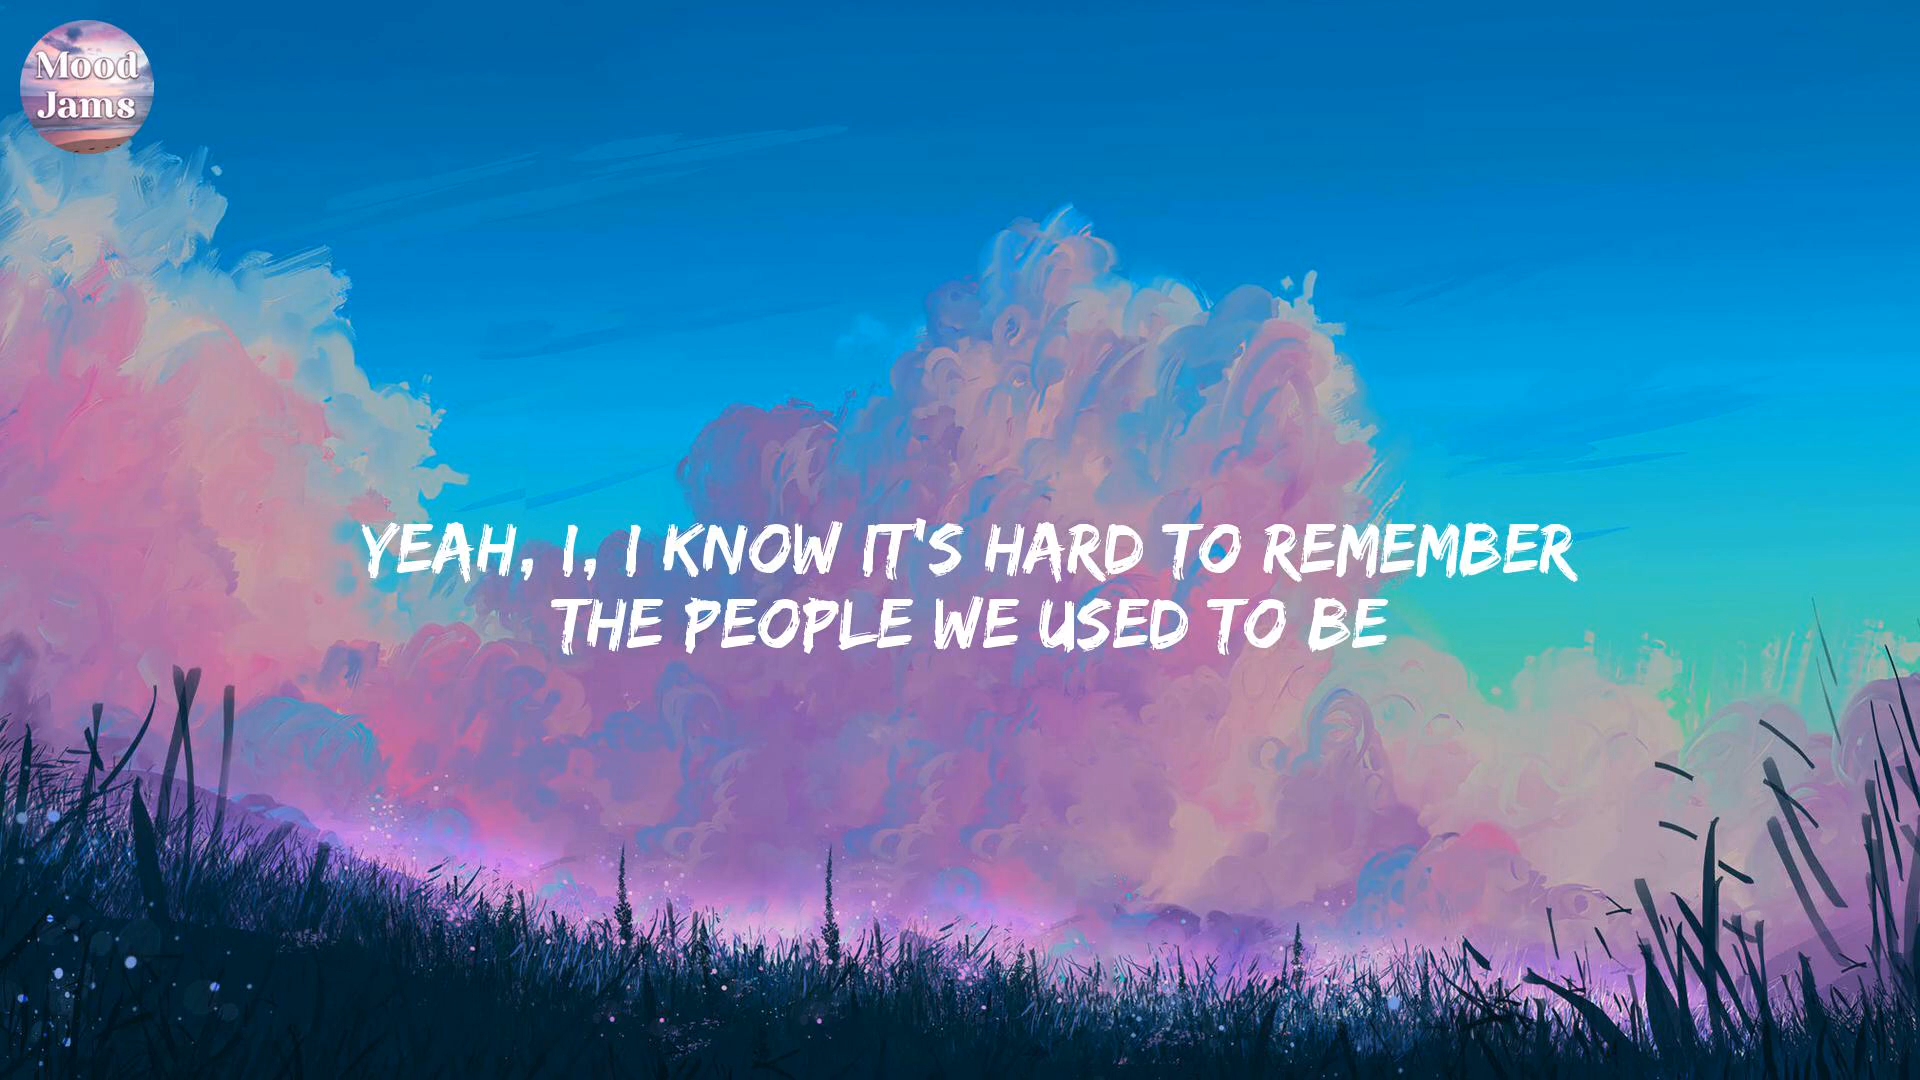 Mood
Jams
YEAH, I, I KNOW IT'S HARD TO REMEMBER
THE PEOPLE WE USED TO BE